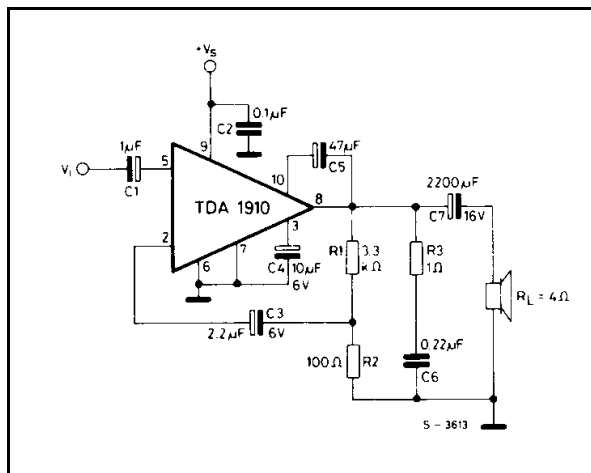 +VS
0.1µF
C2
47µF
C5
1µF
9
10
5
8
2200µF
VI
C1
TDA 1910
C7
16V
3
2
7
R1
3.3
kΩ
R3
1Ω
6
C4
10µF
6V
RL = 4Ω
C3
2.2µF
6V
0.22µF
100Ω
R2
C6
S - 3613